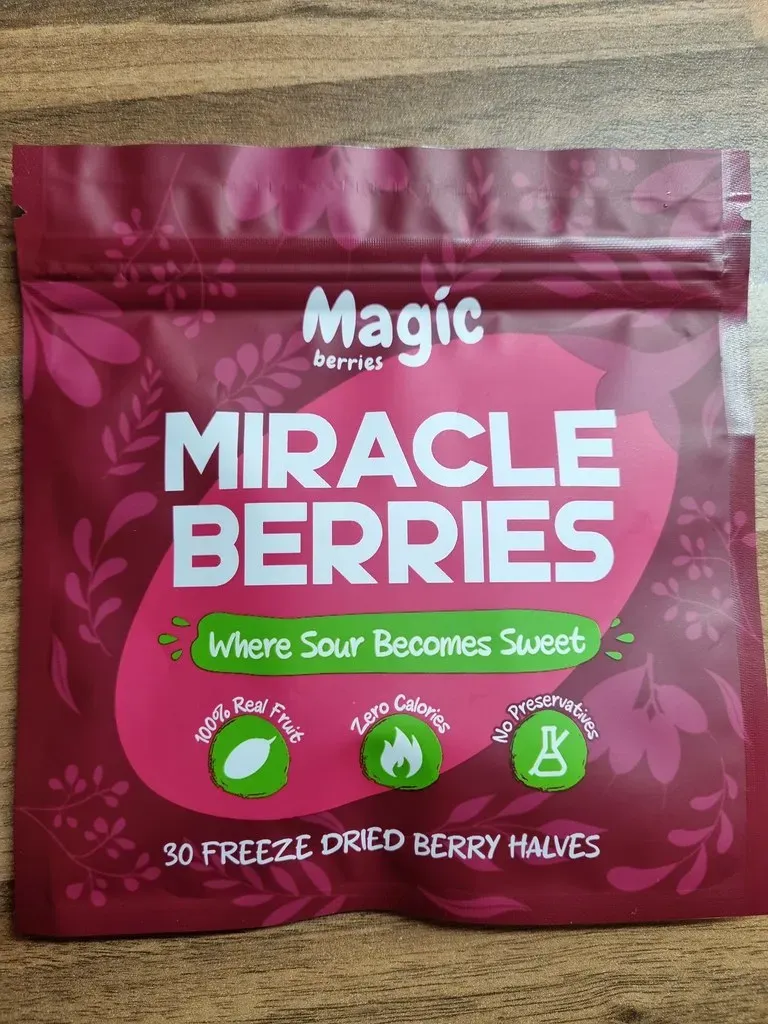 Magic
berries
MIRACLE
BERRIES
Where Sour Becomes Sweet
100% Real Fruit
Zero Calories
No Preservatives
30 FREEZE DRIED BERRY HALVES